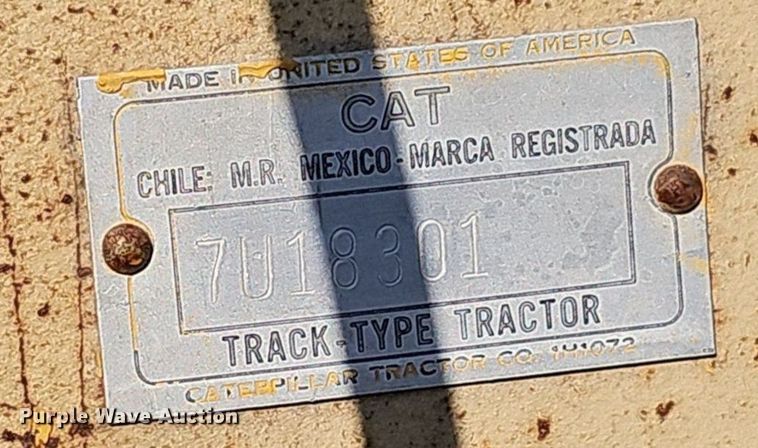 MADE IN UNITED STATES OF AMERICA
CAT
CHILE: M.R. MEXICO-MARCA REGISTRADA
7U18301
TRACK-TYPE TRACTOR
CATERPILLAR TRACTOR CO. 1H1072
Purple Wave Auction